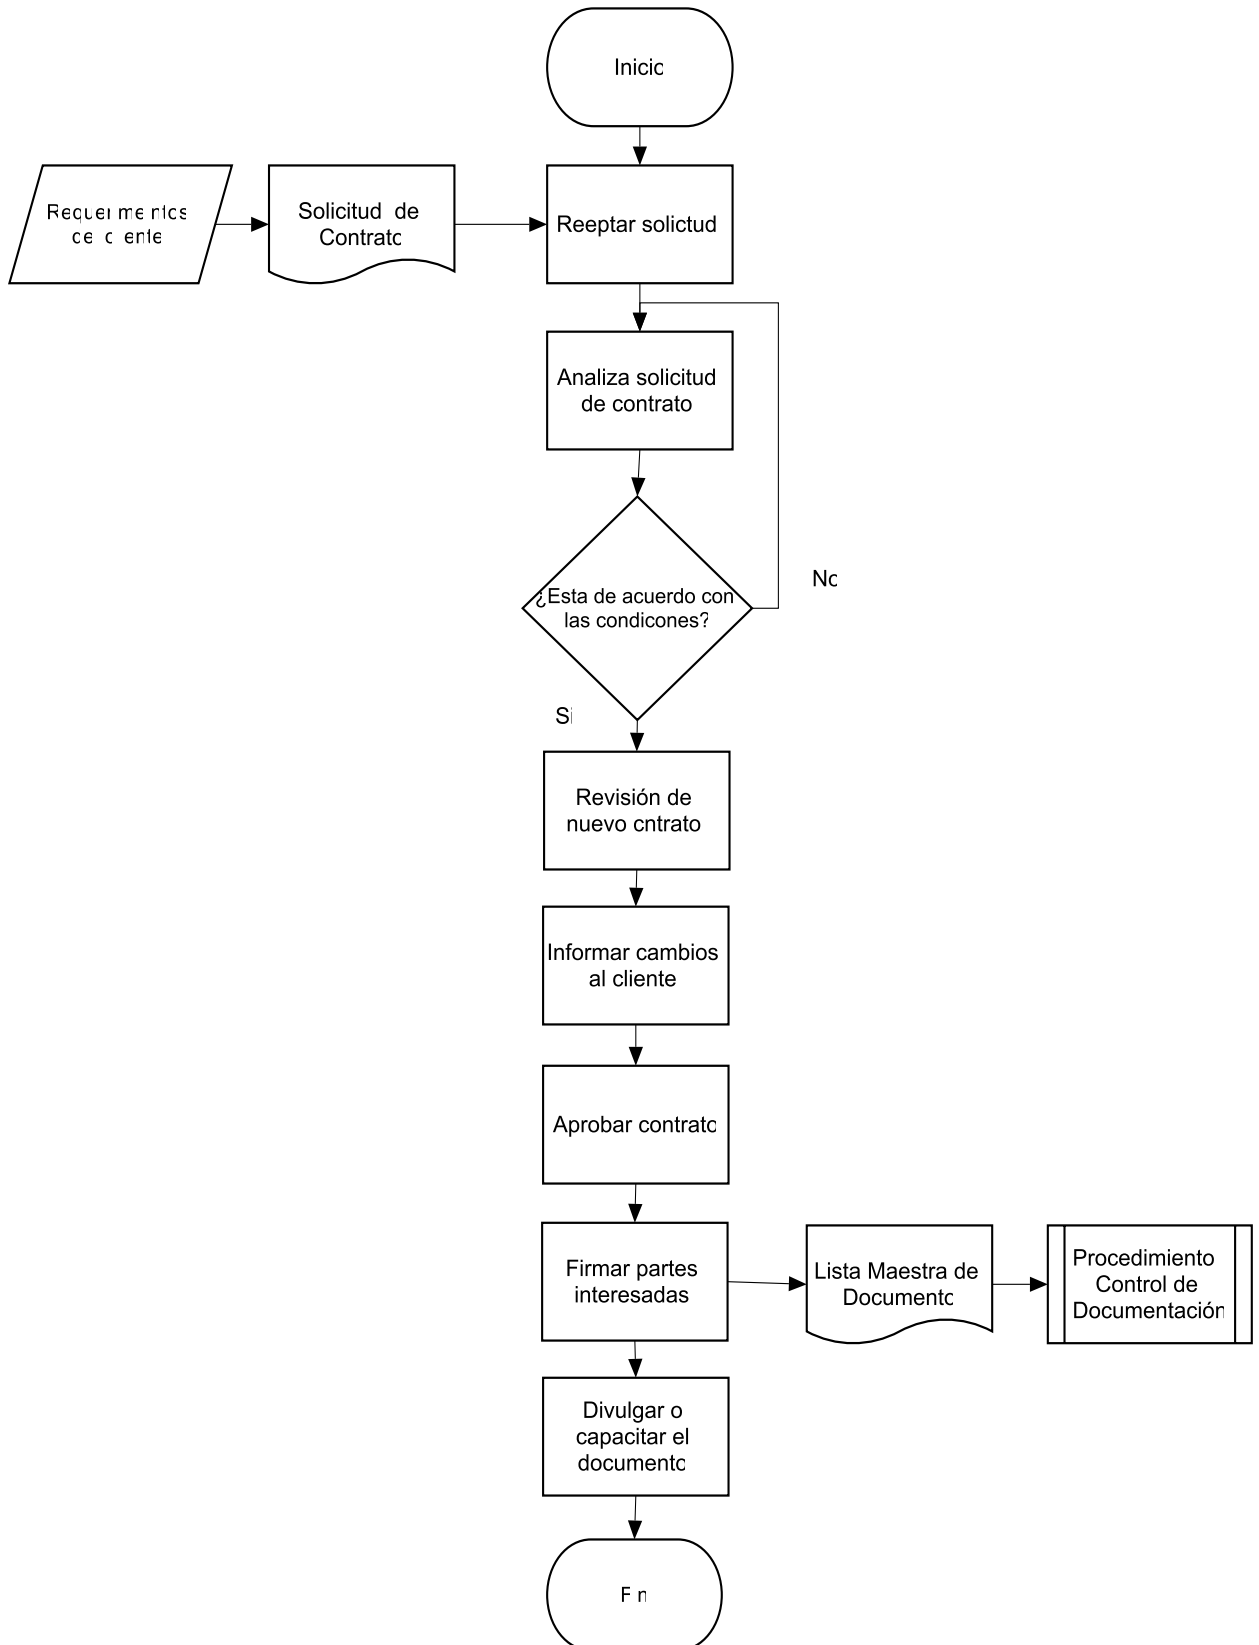 Inicio
Requerimientos
del cliente
Solicitud de
Contrato
Reeptar solictud
Analiza solicitud
de contrato
¿Esta de acuerdo con
las condicones?
No
Si
Revisión de
nuevo cntrato
Informar cambios
al cliente
Aprobar contrato
Firmar partes
interesadas
Lista Maestra de
Documento
Procedimiento
Control de
Documentación
Divulgar o
capacitar el
documento
Fin